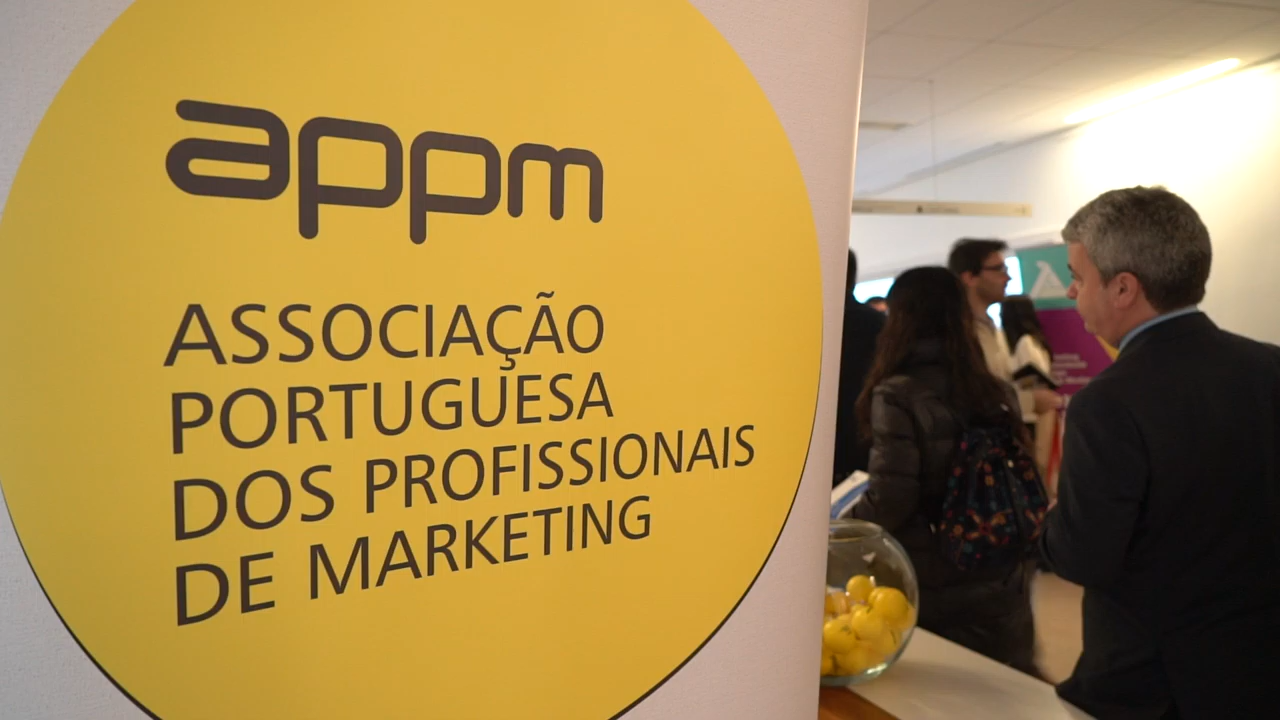 appm
ASSOCIAÇÃO
PORTUGUESA
DOS PROFISSIONAIS
DE MARKETING